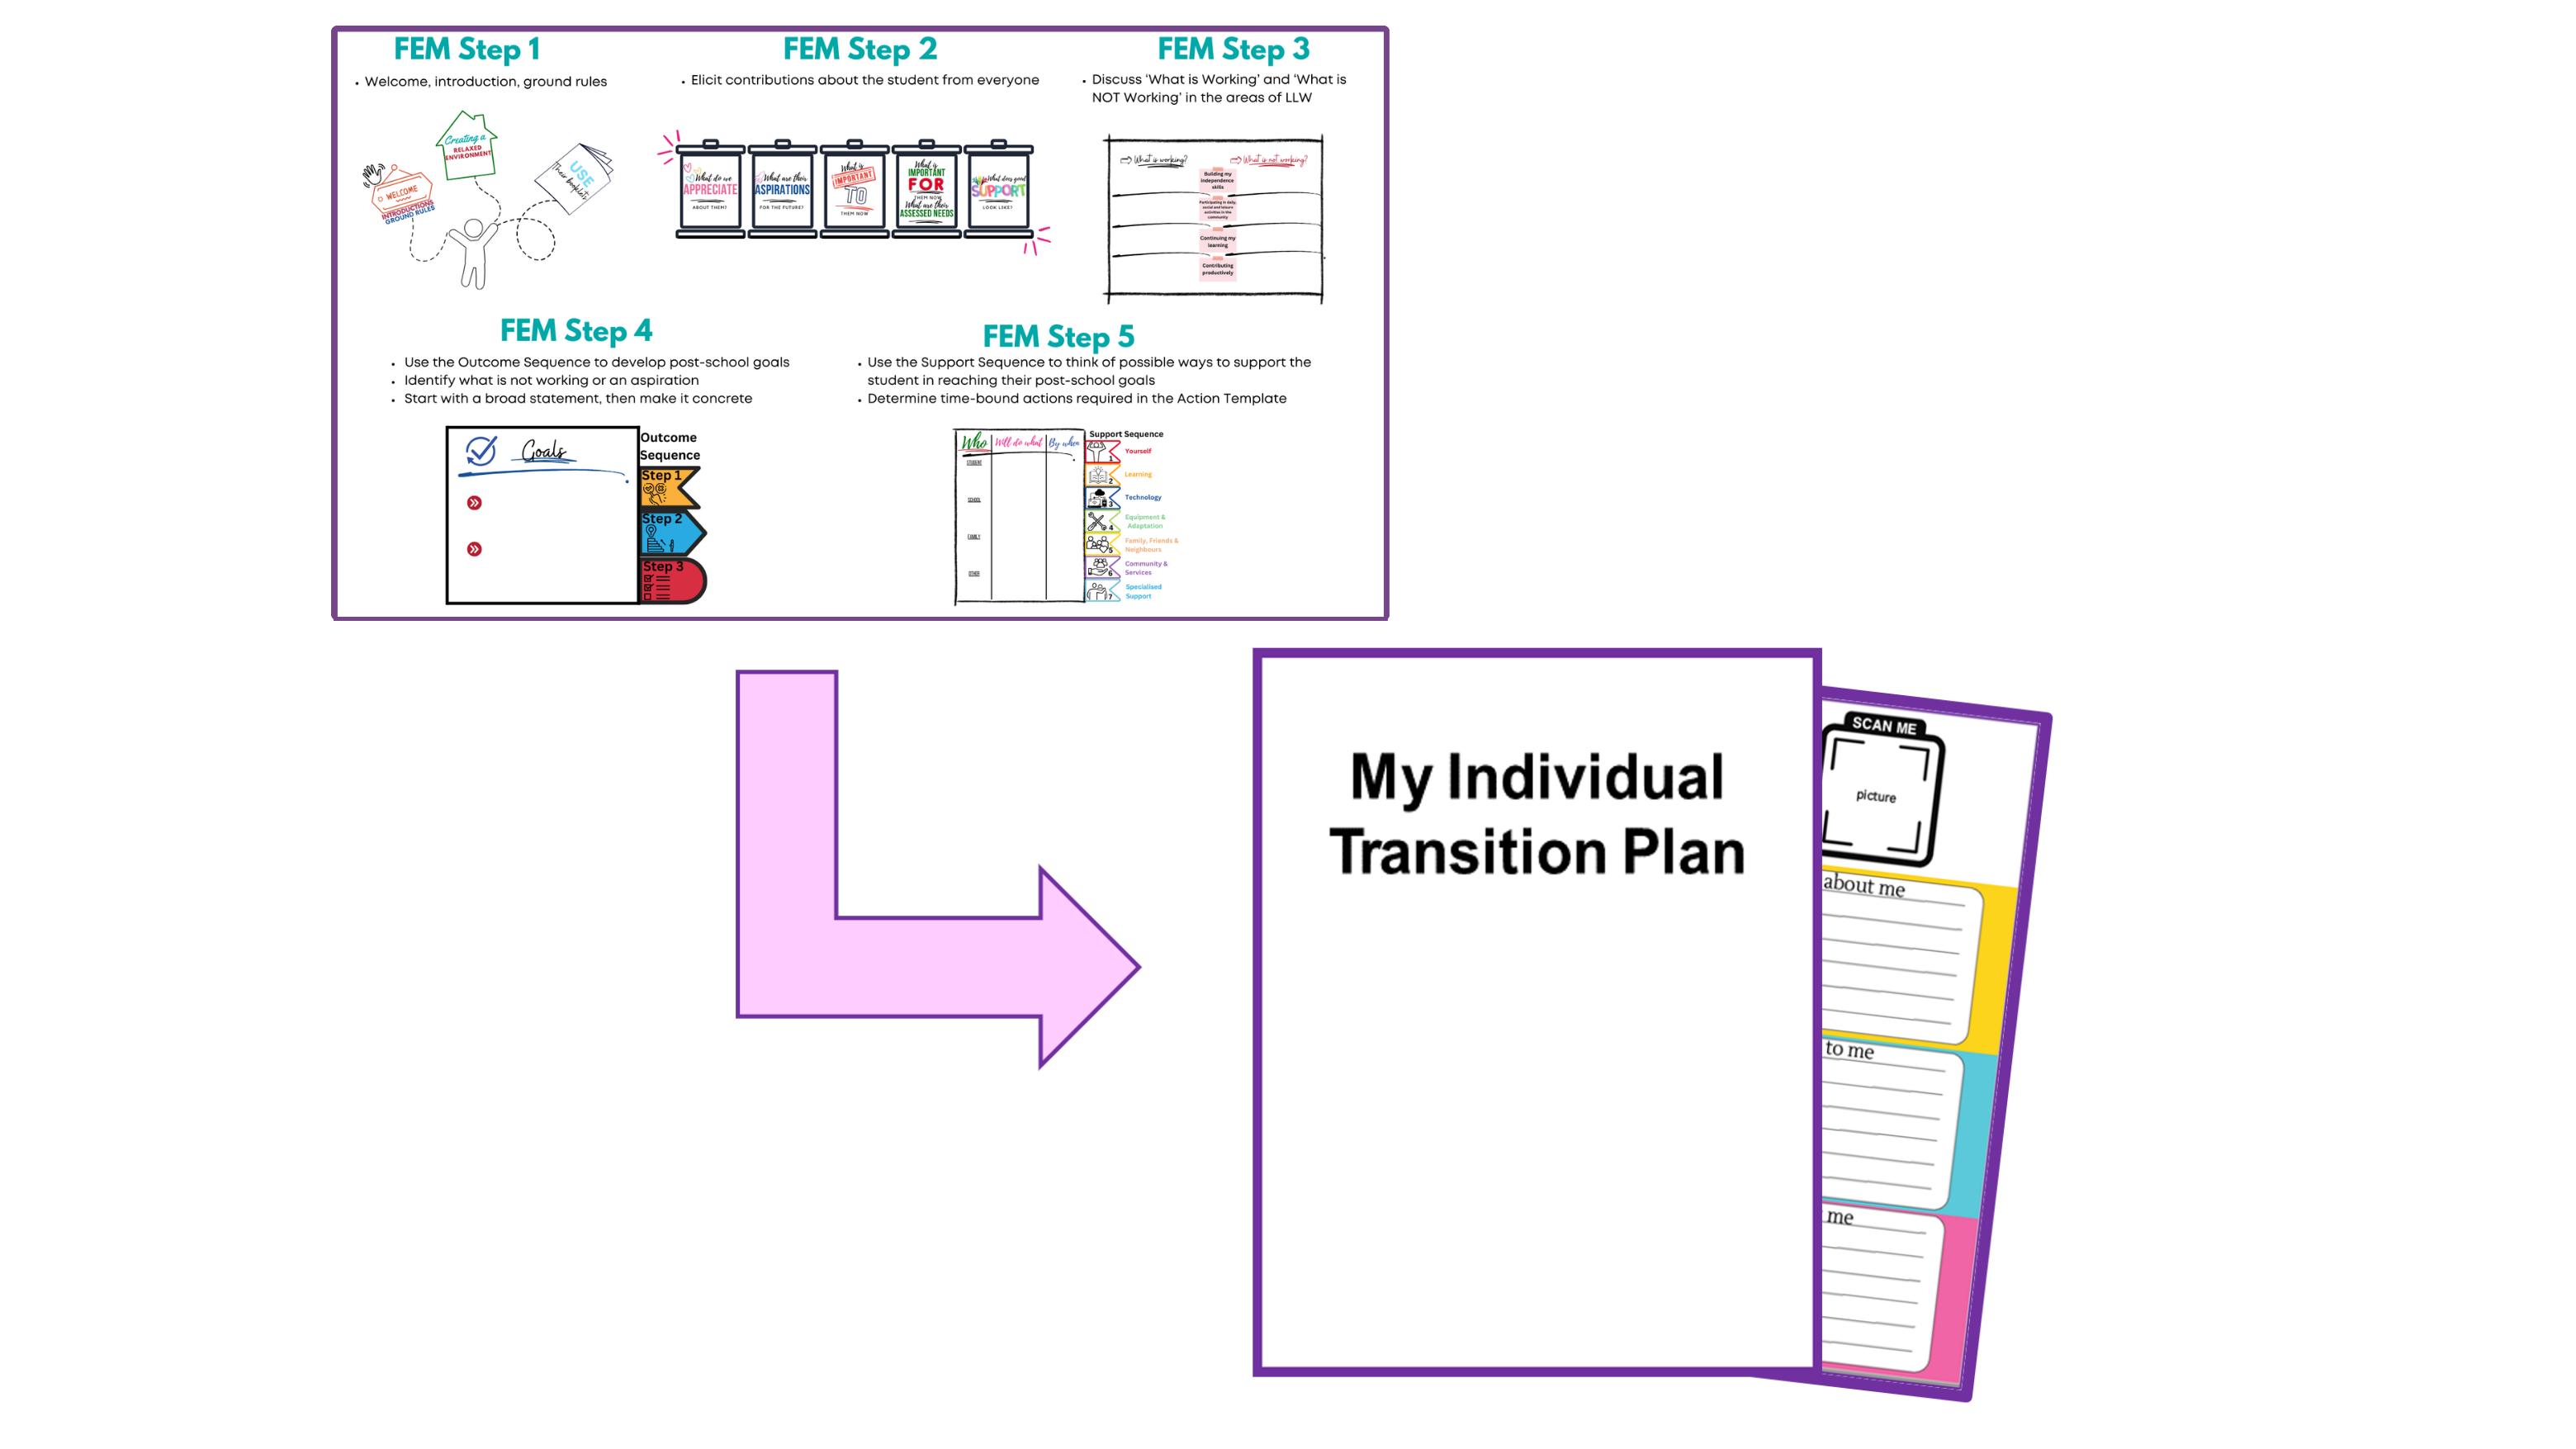 FEM Step 1
• Welcome, introduction, ground rules
WELCOME
INTRODUCTIONS
GROUND RULES
Creating a
RELAXED
ENVIRONMENT
USE
Their booklets
FEM Step 2
• Elicit contributions about the student from everyone
What do we
APPRECIATE
ABOUT THEM?
What are their
ASPIRATIONS
FOR THE FUTURE?
What is
IMPORTANT
TO
THEM NOW
What is
IMPORTANT
FOR
THEM NOW
What are their
ASSESSED NEEDS
What does good
SUPPORT
LOOK LIKE?
FEM Step 3
• Discuss ‘What is Working’ and ‘What is
NOT Working’ in the areas of LLW
What is working?
What is not working?
Building my
independence
skills
Participating in daily,
social and leisure
activities in the
community
Continuing my
learning
Contributing
productively
FEM Step 4
• Use the Outcome Sequence to develop post-school goals
• Identify what is not working or an aspiration
• Start with a broad statement, then make it concrete
Goals
Outcome
Sequence
Step 1
Step 2
Step 3
FEM Step 5
• Use the Support Sequence to think of possible ways to support the
student in reaching their post-school goals
• Determine time-bound actions required in the Action Template
Who Will do what By when
STUDENT
SCHOOL
FAMILY
OTHER
Support Sequence
1 Yourself
2 Learning
3 Technology
4 Equipment &
Adaptation
5 Family, Friends &
Neighbours
6 Community &
Services
7 Specialised
Support
My Individual
Transition Plan
SCAN ME
picture
about me
to me
me